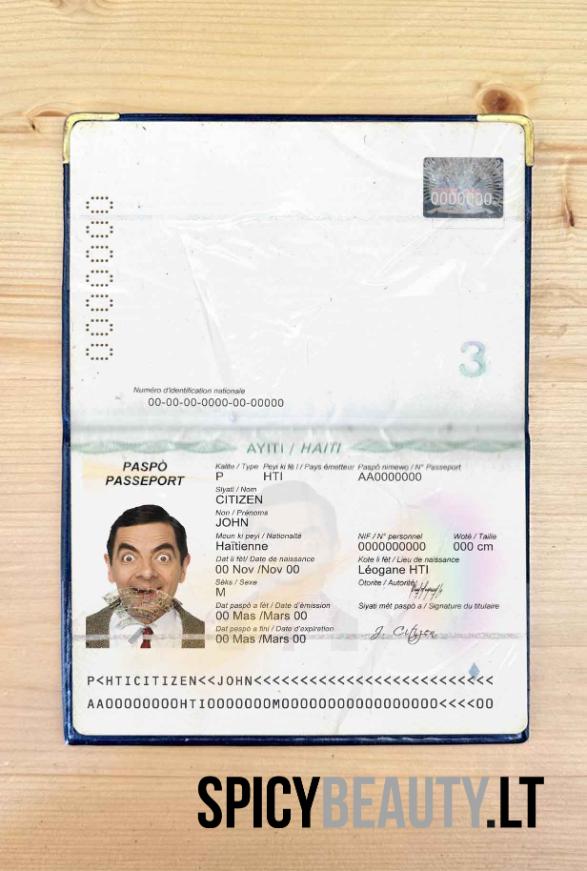 0000000
0000000
3
Numéro d'identification nationale
00-00-00-0000-00-00000
AYITI / HAITI
PASPÒ
PASSEPORT
Kalite / Type Peyi ki fè l / Pays émetteur Paspò nimewo / N° Passeport
P HTI AA0000000
Siyati / Nom
CITIZEN
Non / Prénoms
JOHN
Moun ki peyi / Nationalité NIF / N° personnel Wotè / Taille
Haïtienne 0000000000 000 cm
Dat li fèt/ Date de naissance Kote li fèt / Lieu de naissance
00 Nov /Nov 00 Léogane HTI
Sèks / Sexe Otorite / Autorité
M
Dat paspò a fèt / Date d'émission Siyati mèt paspò a / Signature du titulaire
00 Mas /Mars 00
Dat paspò a fini / Date d'expiration J. Citizen
00 Mas /Mars 00
P<HTICITIZEN<<JOHN<<<<<<<<<<<<<<<<<<<<<<<<<<
AA00000000HTI0000000M00000000000000000<<<<00
SPICYBEAUTY.LT